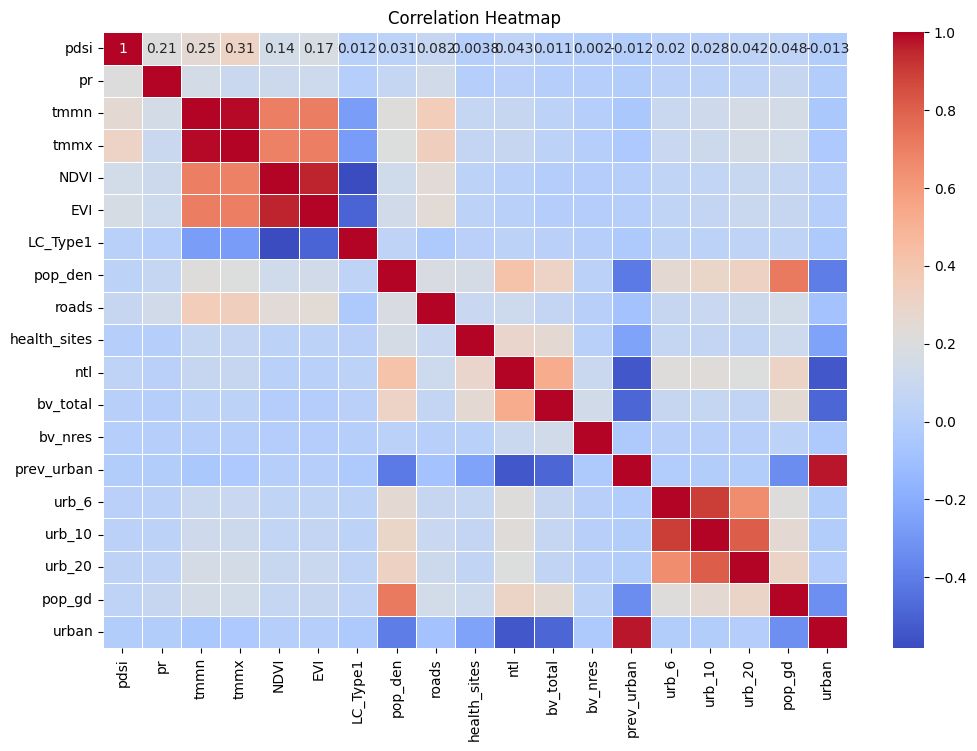 Correlation Heatmap
pdsi 1 0.21 0.25 0.31 0.14 0.17 0.012 0.031 0.082 0.0038 0.043 0.011 0.002 -0.012 0.02 0.028 0.042 0.048 -0.013
pr
tmmn
tmmx
NDVI
EVI
LC_Type1
pop_den
roads
health_sites
ntl
bv_total
bv_nres
prev_urban
urb_6
urb_10
urb_20
pop_gd
urban
pdsi pr tmmn tmmx NDVI EVI LC_Type1 pop_den roads health_sites ntl bv_total bv_nres prev_urban urb_6 urb_10 urb_20 pop_gd urban
1.0
0.8
0.6
0.4
0.2
0.0
−0.2
−0.4